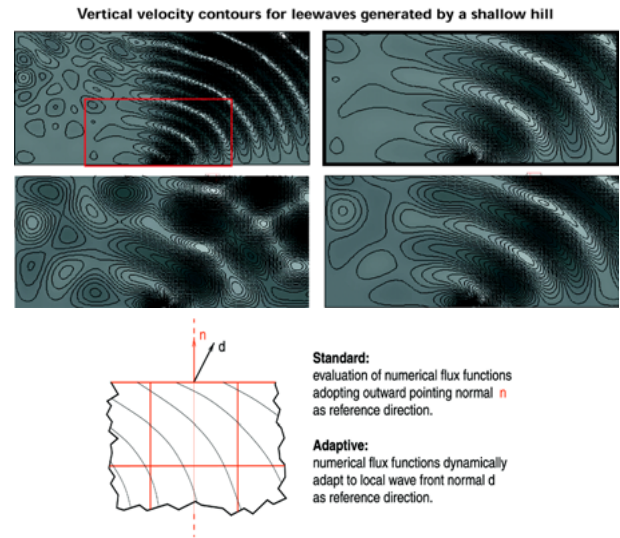 Vertical velocity contours for leewaves generated by a shallow hill
n
d
Standard:
evaluation of numerical flux functions
adopting outward pointing normal n
as reference direction.
Adaptive:
numerical flux functions dynamically
adapt to local wave front normal d
as reference direction.